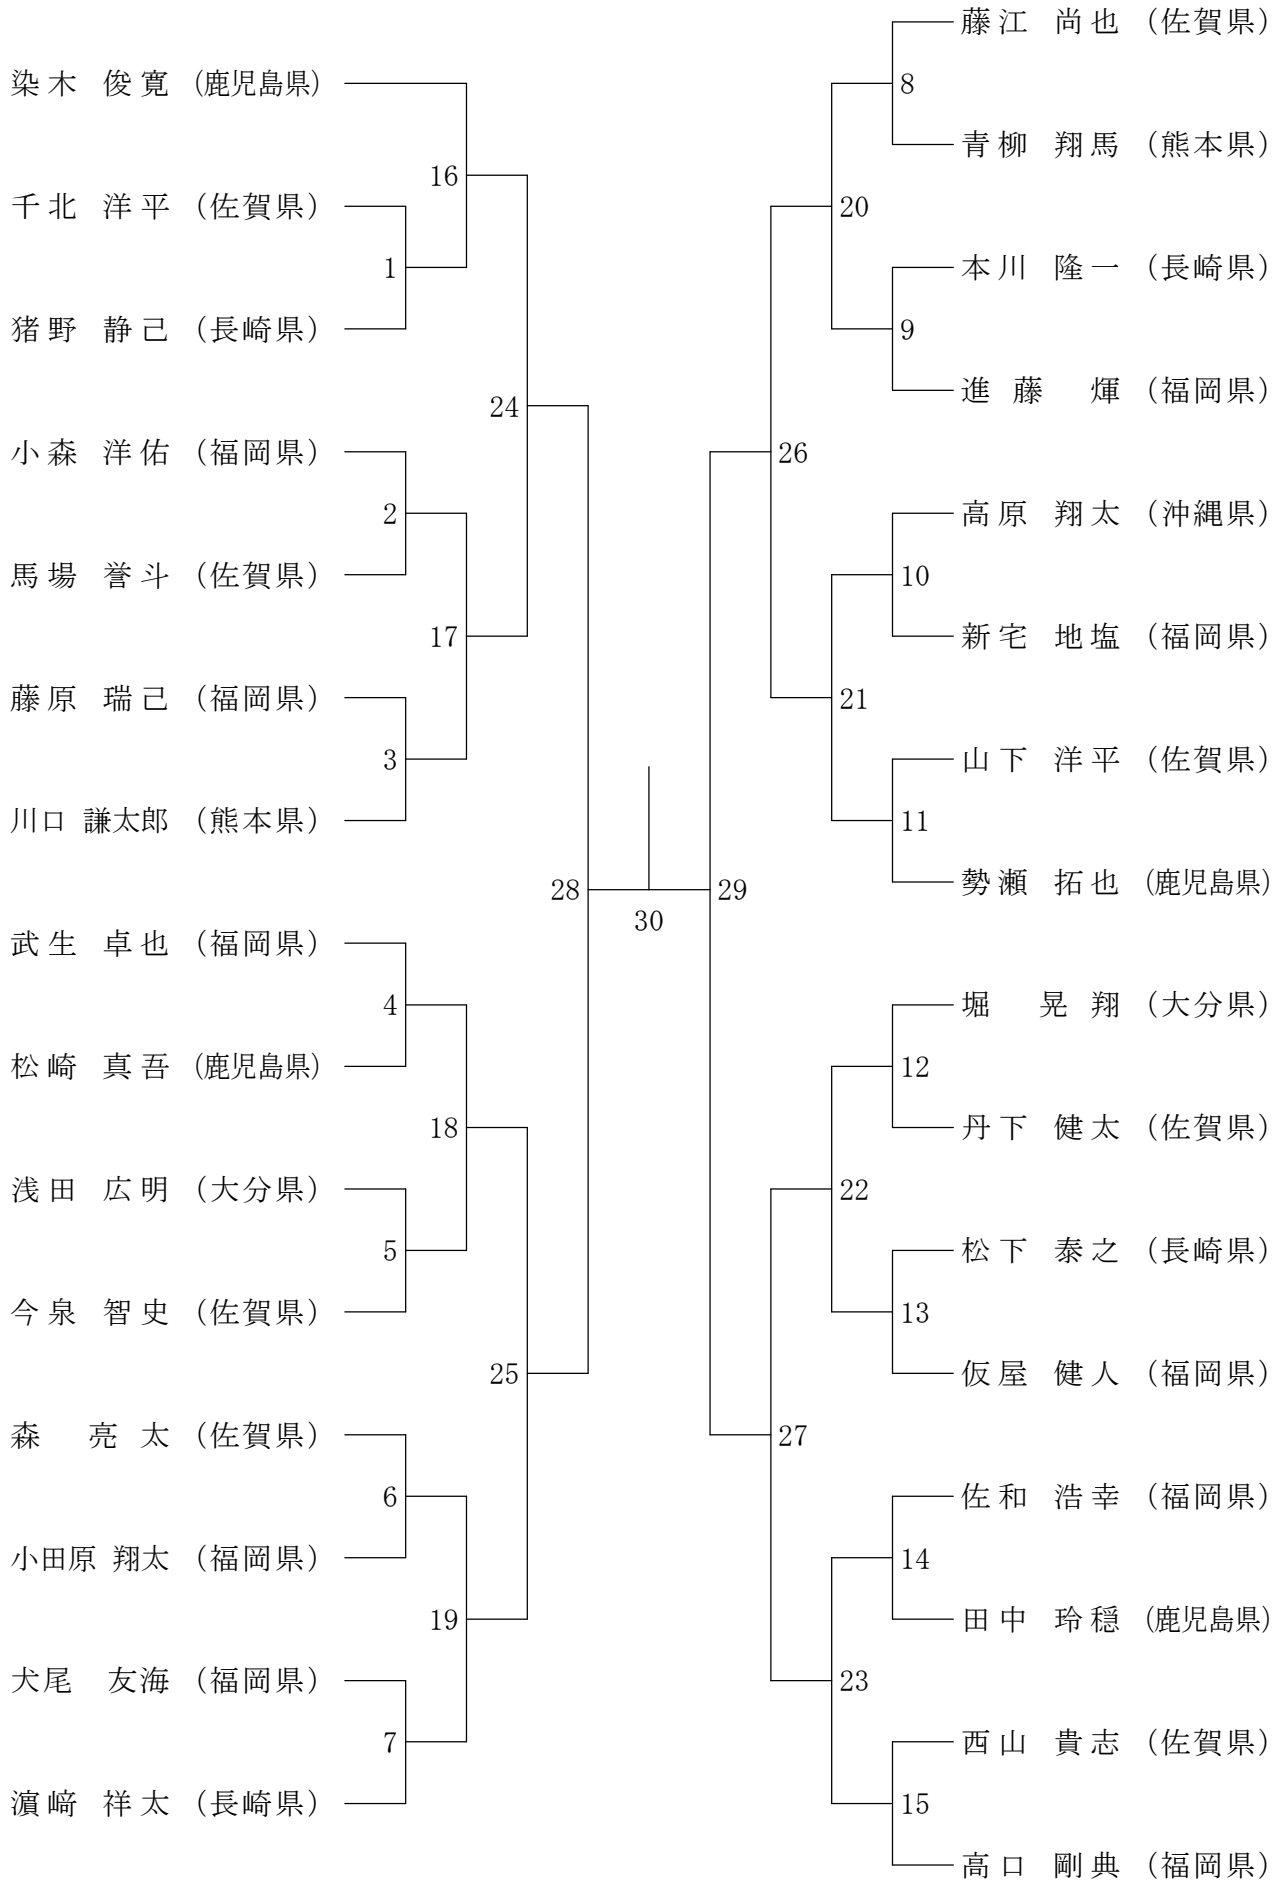 染木 俊寛 (鹿児島県)
16
千北 洋平 (佐賀県)
1
猪野 静己 (長崎県)
24
小森 洋佑 (福岡県)
2
馬場 誉斗 (佐賀県)
17
藤原 瑞己 (福岡県)
3
川口 謙太郎 (熊本県)
28
武生 卓也 (福岡県)
4
松崎 真吾 (鹿児島県)
18
浅田 広明 (大分県)
5
今泉 智史 (佐賀県)
25
森 亮太 (佐賀県)
6
小田原 翔太 (福岡県)
19
犬尾 友海 (福岡県)
7
濵﨑 祥太 (長崎県)
30
藤江 尚也 (佐賀県)
8
青柳 翔馬 (熊本県)
20
本川 隆一 (長崎県)
9
進藤 煇 (福岡県)
26
高原 翔太 (沖縄県)
10
新宅 地塩 (福岡県)
21
山下 洋平 (佐賀県)
11
勢瀬 拓也 (鹿児島県)
29
堀 晃翔 (大分県)
12
丹下 健太 (佐賀県)
22
松下 泰之 (長崎県)
13
仮屋 健人 (福岡県)
27
佐和 浩幸 (福岡県)
14
田中 玲穏 (鹿児島県)
23
西山 貴志 (佐賀県)
15
高口 剛典 (福岡県)